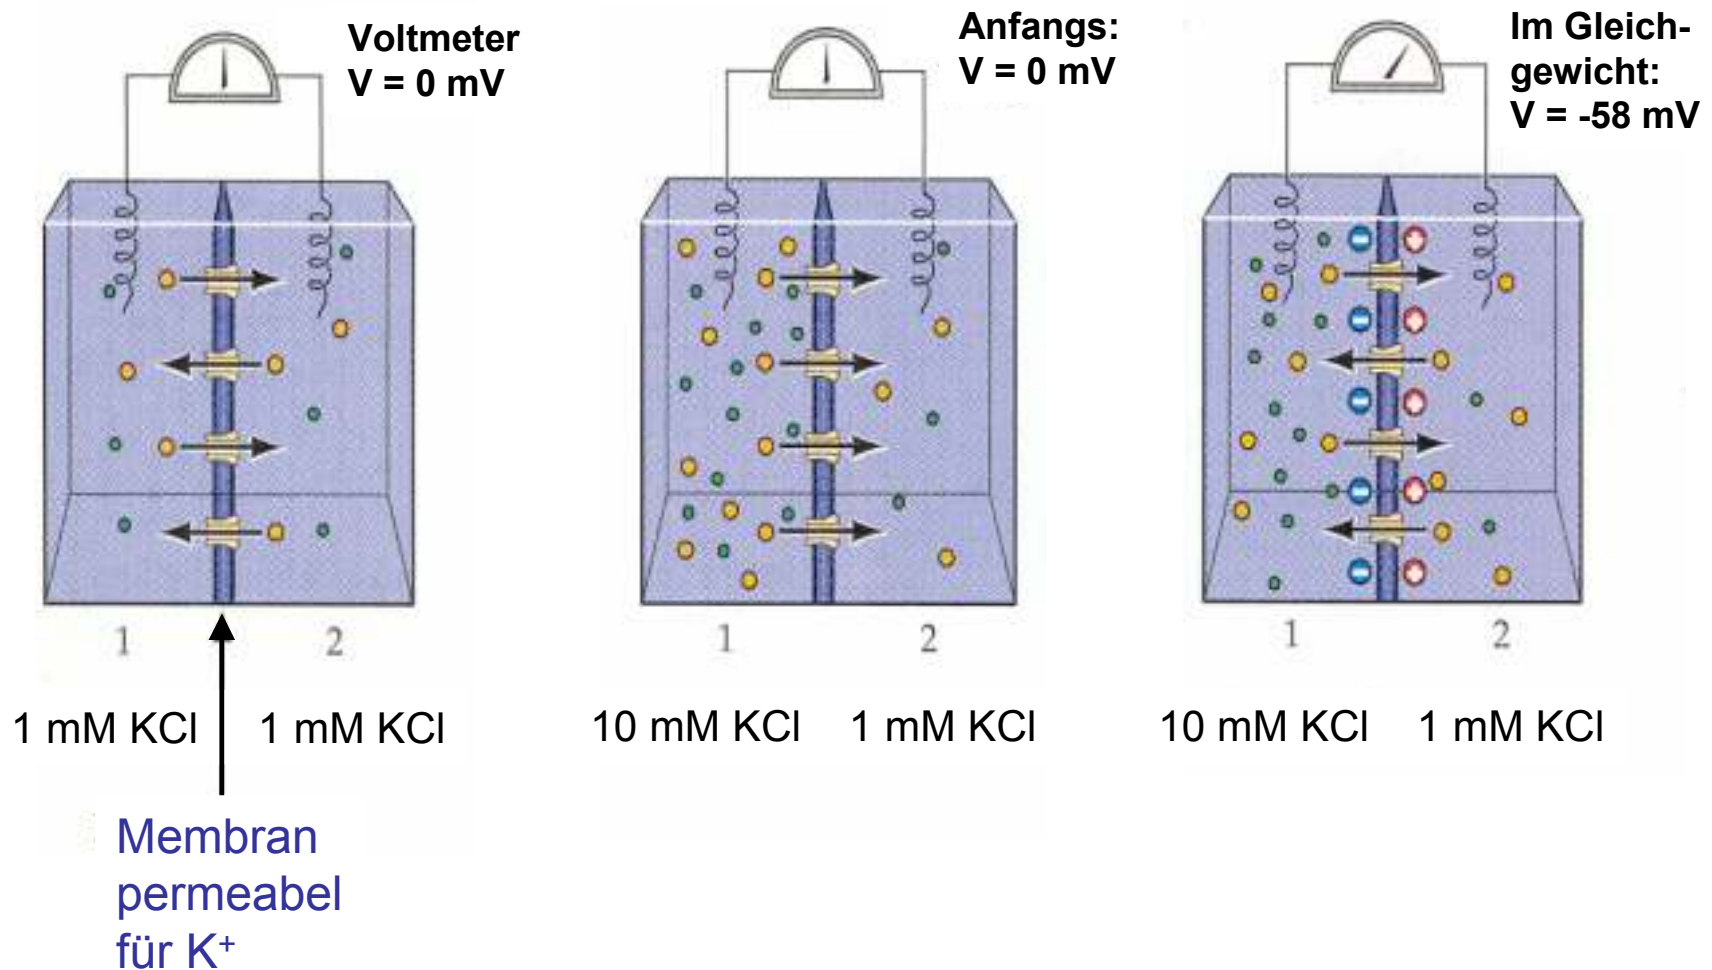 Voltmeter
V = 0 mV
Anfangs:
V = 0 mV
Im Gleich-
gewicht:
V = -58 mV
1 2
1 2
1 2
1 mM KCl 1 mM KCl
10 mM KCl 1 mM KCl
10 mM KCl 1 mM KCl
Membran
permeabel
für K⁺